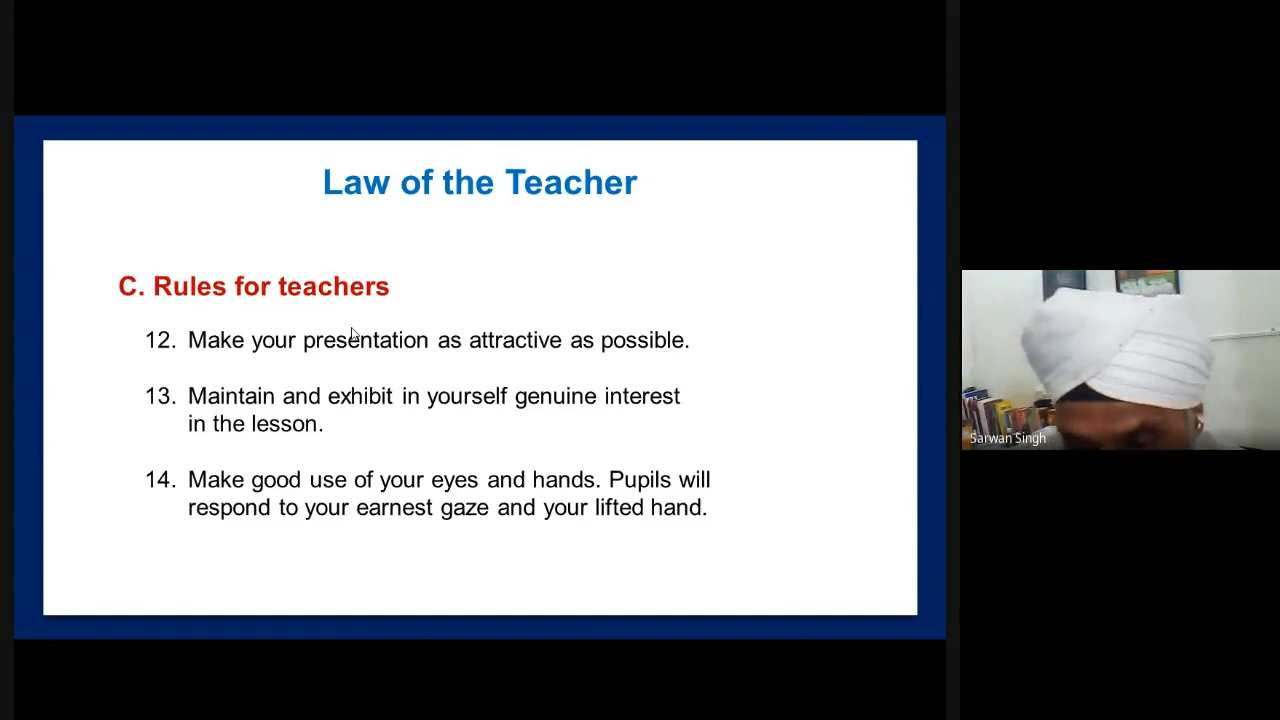 Law of the Teacher
C. Rules for teachers
12. Make your presentation as attractive as possible.
13. Maintain and exhibit in yourself genuine interest
in the lesson.
14. Make good use of your eyes and hands. Pupils will
respond to your earnest gaze and your lifted hand.
Sarwan Singh